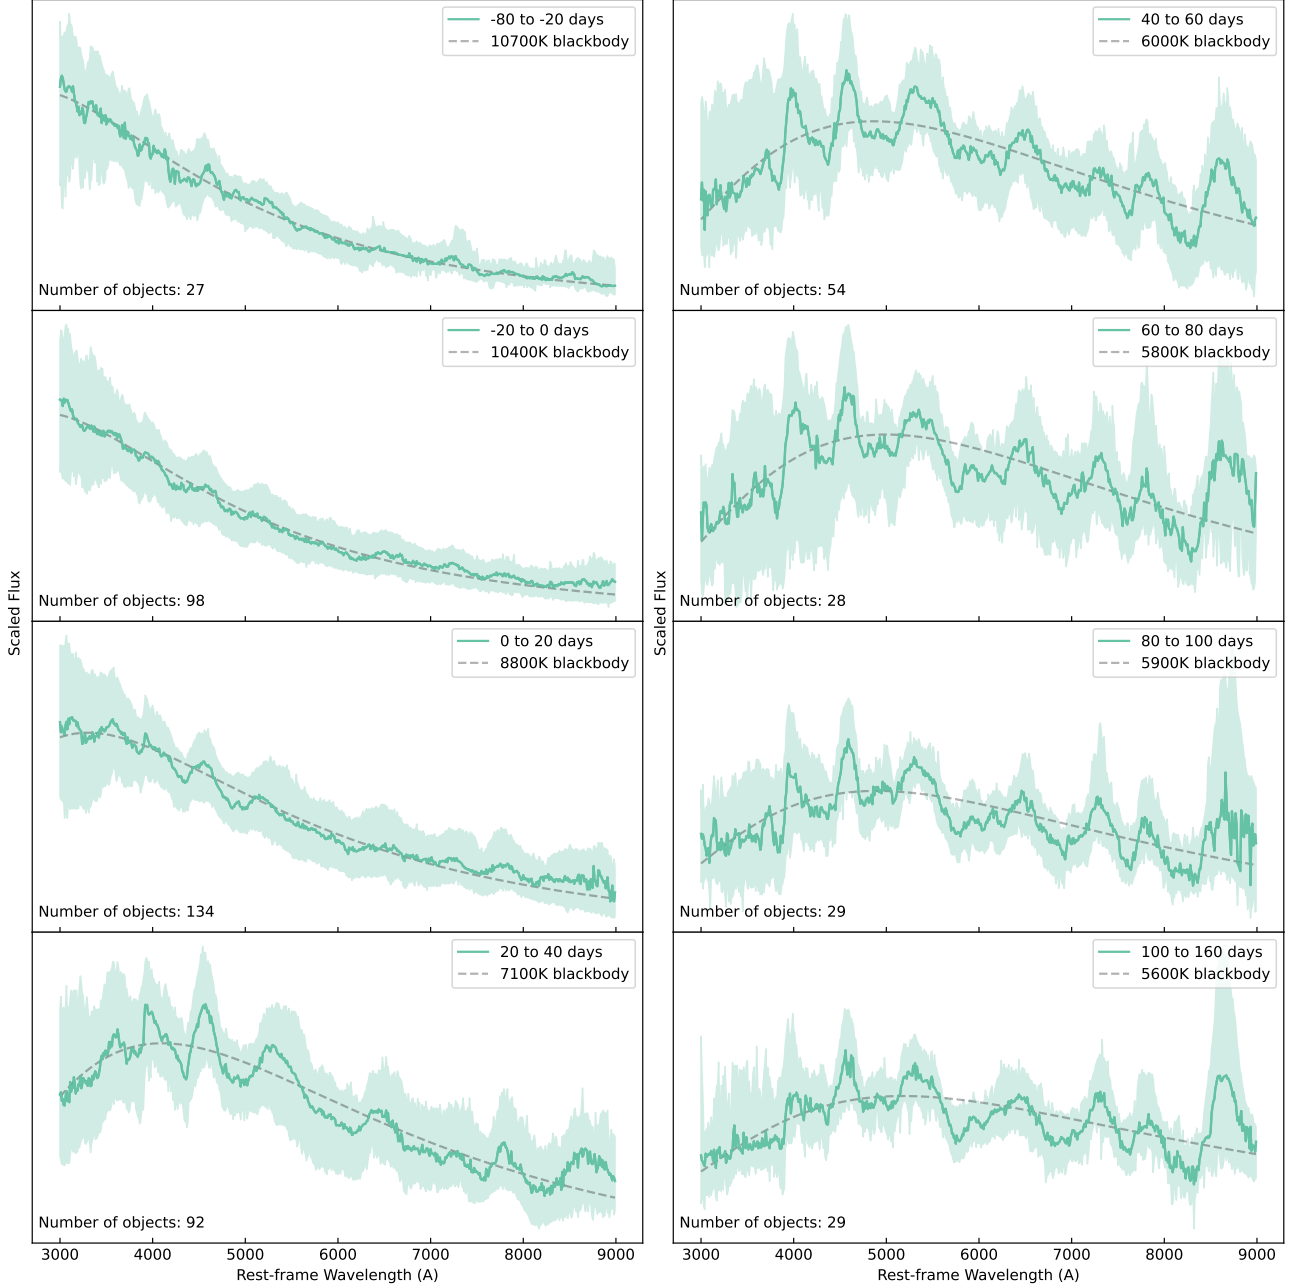 -80 to -20 days
10700K blackbody
Number of objects: 27
-20 to 0 days
10400K blackbody
Number of objects: 98
0 to 20 days
8800K blackbody
Number of objects: 134
20 to 40 days
7100K blackbody
Number of objects: 92
3000 4000 5000 6000 7000 8000 9000
Rest-frame Wavelength (A)
Scaled Flux
40 to 60 days
6000K blackbody
Number of objects: 54
60 to 80 days
5800K blackbody
Number of objects: 28
80 to 100 days
5900K blackbody
Number of objects: 29
100 to 160 days
5600K blackbody
Number of objects: 29
3000 4000 5000 6000 7000 8000 9000
Rest-frame Wavelength (A)
Scaled Flux